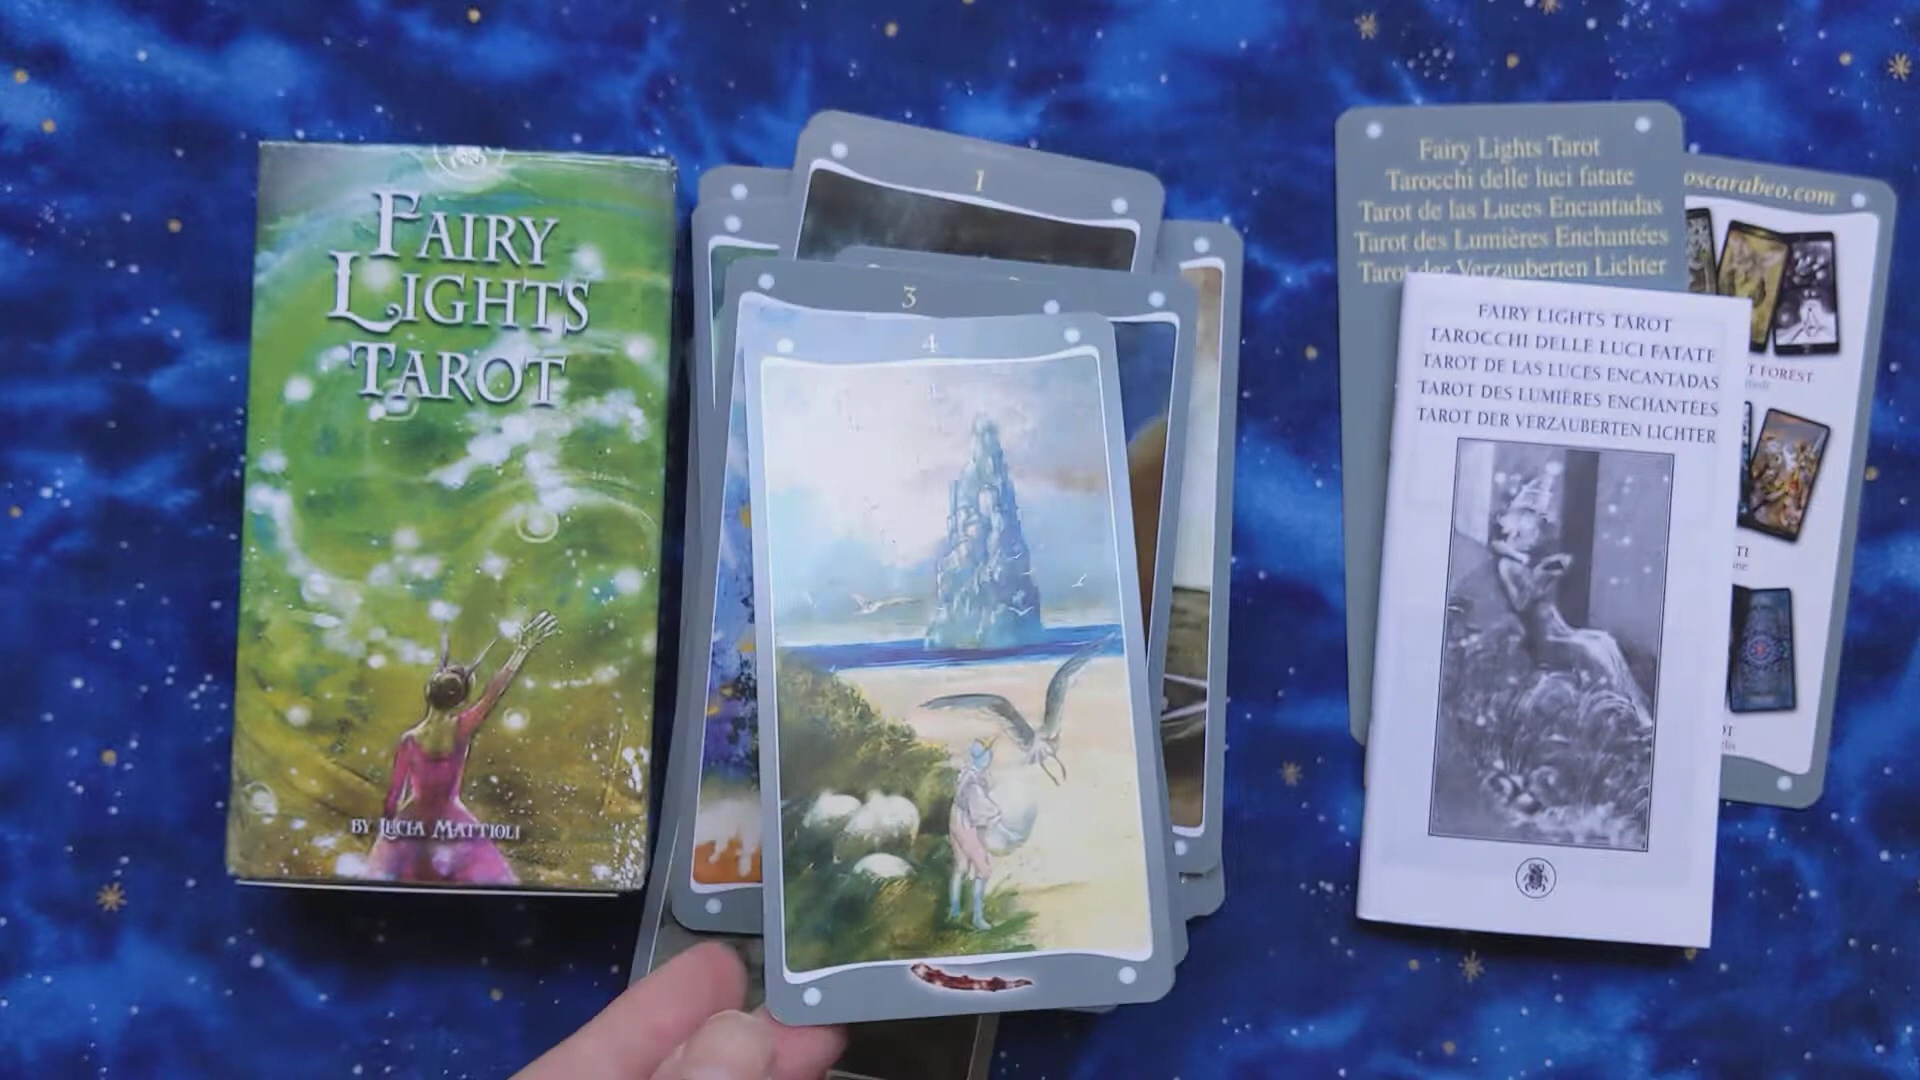 FAIRY
LIGHTS
TAROT
BY LUCIA MATTIOLI
1
3
4
Fairy Lights Tarot
Tarocchi delle luci fatate
Tarot de las Luces Encantadas
Tarot des Lumières Enchantées
Tarot der Verzauberten Lichter
oscarabeo.com
T FOREST
TI
OT
FAIRY LIGHTS TAROT
TAROCCHI DELLE LUCI FATATE
TAROT DE LAS LUCES ENCANTADAS
TAROT DES LUMIÈRES ENCHANTÉES
TAROT DER VERZAUBERTEN LICHTER